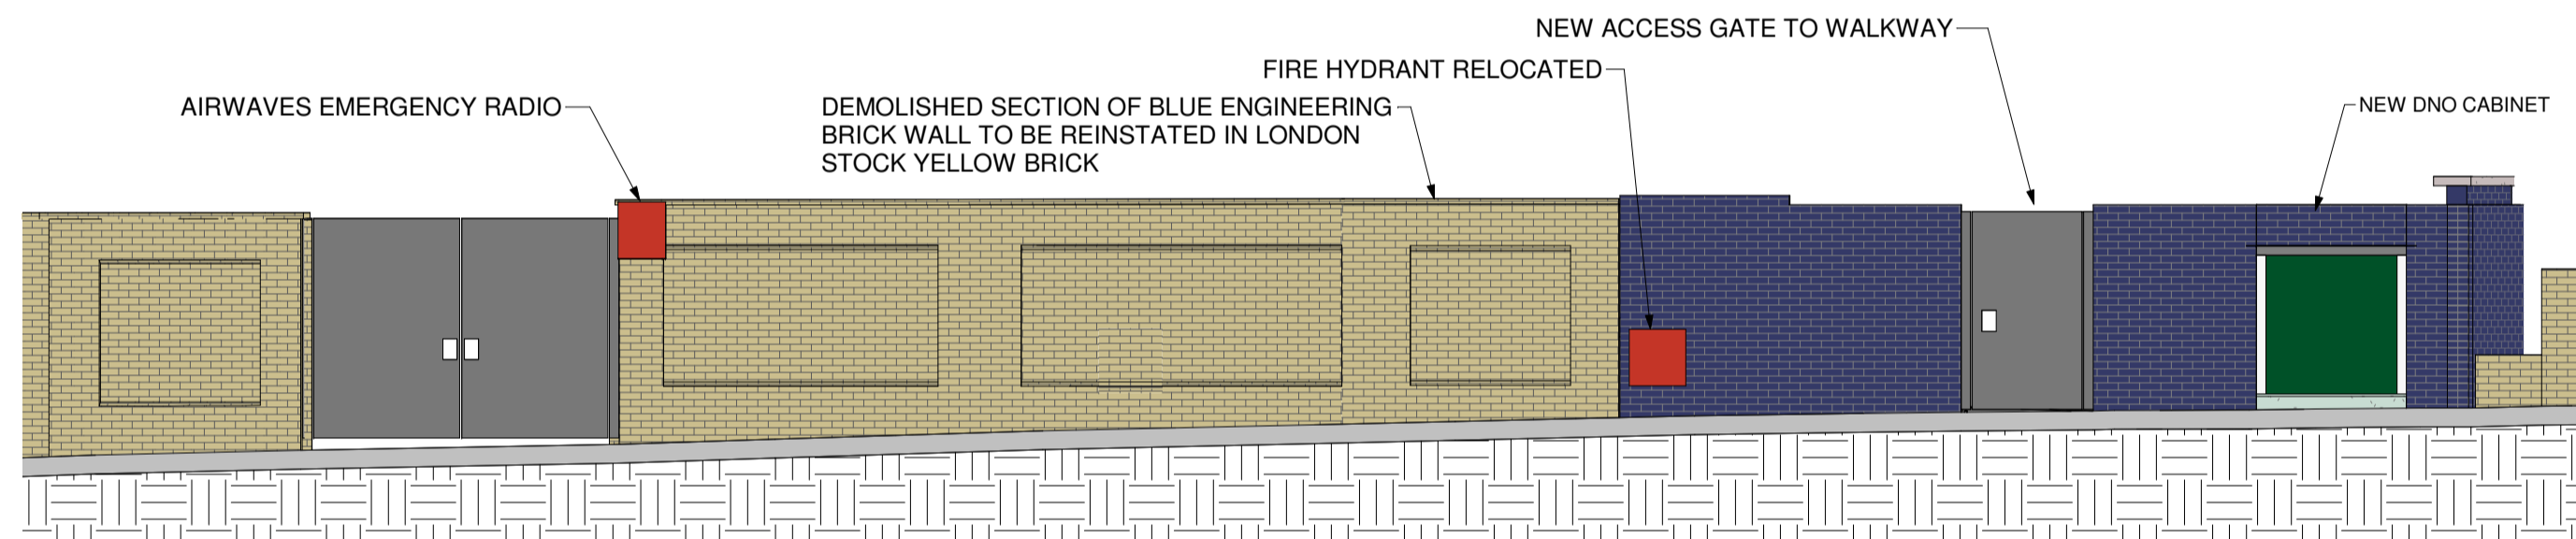 NEW ACCESS GATE TO WALKWAY
FIRE HYDRANT RELOCATED
AIRWAVES EMERGENCY RADIO
DEMOLISHED SECTION OF BLUE ENGINEERING
BRICK WALL TO BE REINSTATED IN LONDON
STOCK YELLOW BRICK
NEW DNO CABINET